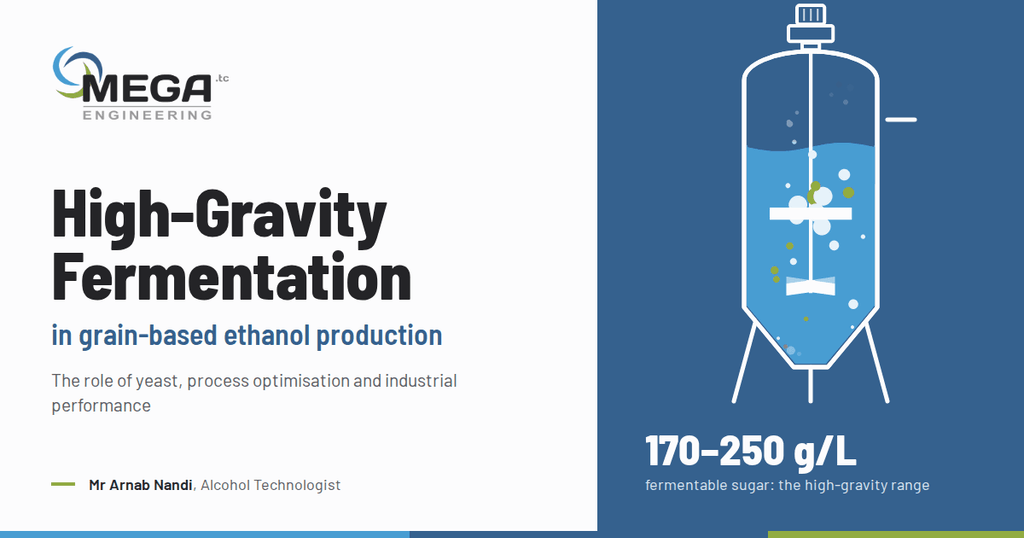 MEGA .tc
ENGINEERING
High-Gravity
Fermentation
in grain-based ethanol production
The role of yeast, process optimisation and industrial
performance
Mr Arnab Nandi, Alcohol Technologist
170–250 g/L
fermentable sugar: the high-gravity range